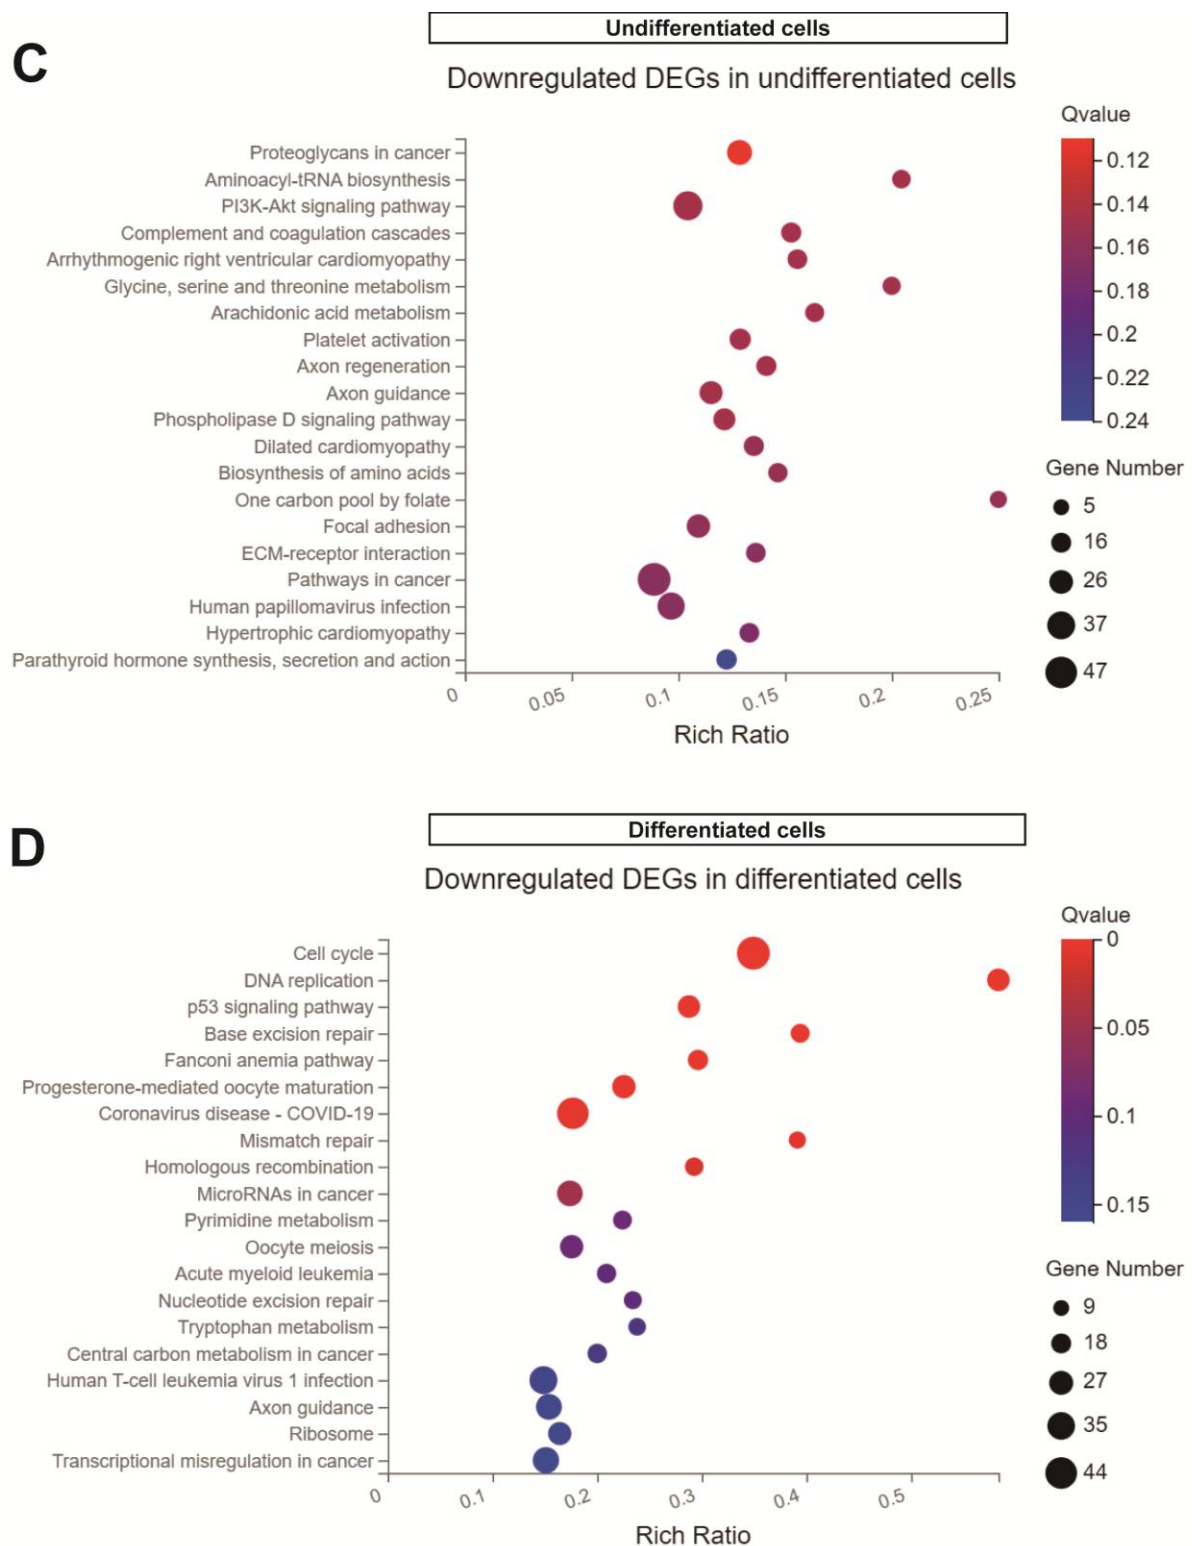 C
Undifferentiated cells
Downregulated DEGs in undifferentiated cells
Proteoglycans in cancer
Aminoacyl-tRNA biosynthesis
PI3K-Akt signaling pathway
Complement and coagulation cascades
Arrhythmogenic right ventricular cardiomyopathy
Glycine, serine and threonine metabolism
Arachidonic acid metabolism
Platelet activation
Axon regeneration
Axon guidance
Phospholipase D signaling pathway
Dilated cardiomyopathy
Biosynthesis of amino acids
One carbon pool by folate
Focal adhesion
ECM-receptor interaction
Pathways in cancer
Human papillomavirus infection
Hypertrophic cardiomyopathy
Parathyroid hormone synthesis, secretion and action
0 0.05 0.1 0.15 0.2 0.25
Rich Ratio
Qvalue
0.12
0.14
0.16
0.18
0.2
0.22
0.24
Gene Number
5
16
26
37
47
D
Differentiated cells
Downregulated DEGs in differentiated cells
Cell cycle
DNA replication
p53 signaling pathway
Base excision repair
Fanconi anemia pathway
Progesterone-mediated oocyte maturation
Coronavirus disease - COVID-19
Mismatch repair
Homologous recombination
MicroRNAs in cancer
Pyrimidine metabolism
Oocyte meiosis
Acute myeloid leukemia
Nucleotide excision repair
Tryptophan metabolism
Central carbon metabolism in cancer
Human T-cell leukemia virus 1 infection
Axon guidance
Ribosome
Transcriptional misregulation in cancer
0 0.1 0.2 0.3 0.4 0.5
Rich Ratio
Qvalue
0
0.05
0.1
0.15
Gene Number
9
18
27
35
44